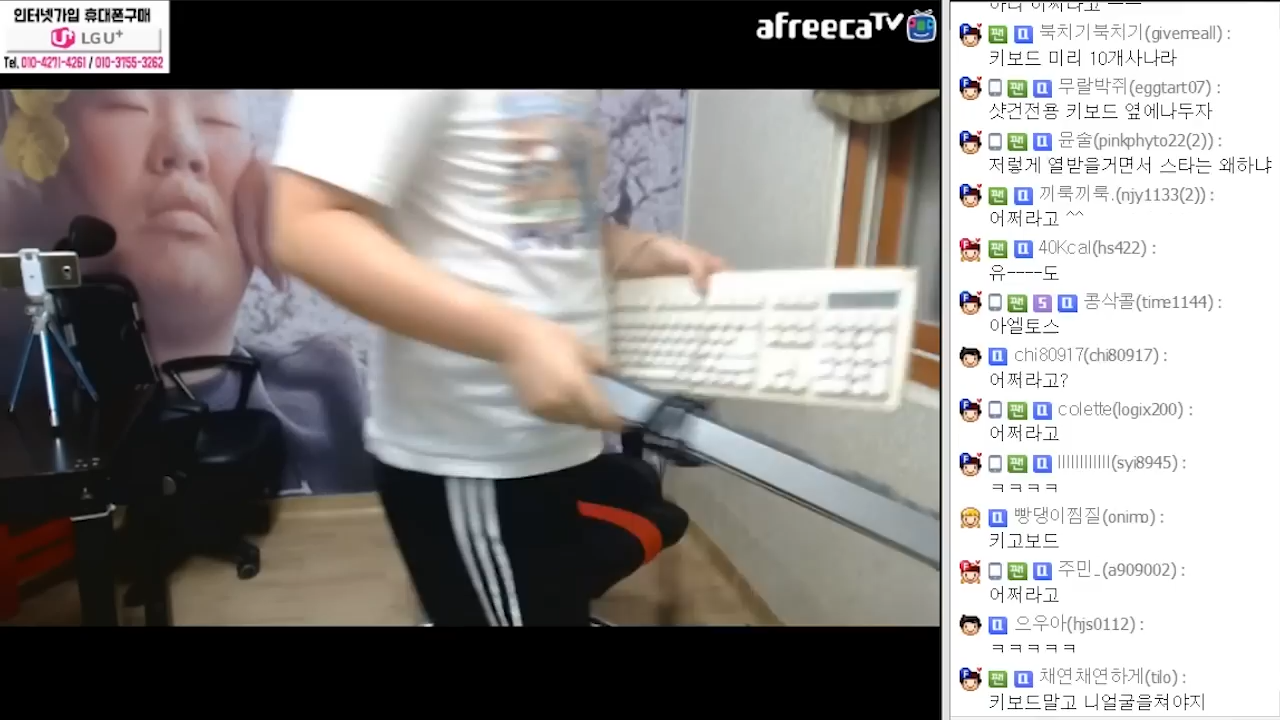 인터넷가입 휴대폰구매
U+ LG U+
Tel. 010-4271-4261 / 010-3755-3262
afreecaTV
북치기북치기(givemeall) :
키보드 미리 10개사나라
무랄박쥐(eggtart07) :
샷건전용 키보드 옆에나두자
뮨술(pinkphyto22(2)) :
저렇게 열받을거면서 스타는 왜하냐
끼룩끼룩.(njy1133(2)) :
어쩌라고 ^^
40Kcal(hs422) :
유----도
콩삭콜(time1144) :
아엘토스
chi80917(chi80917) :
어쩌라고?
colette(logix200) :
어쩌라고
llllllllllll(syi8945) :
ㅋㅋㅋㅋ
빵댕이찜질(onimo) :
키고보드
주민_(a909002) :
어쩌라고
으우아(hjs0112) :
ㅋㅋㅋㅋㅋ
채연채연하게(tilo) :
키보드말고 니얼굴을쳐야지